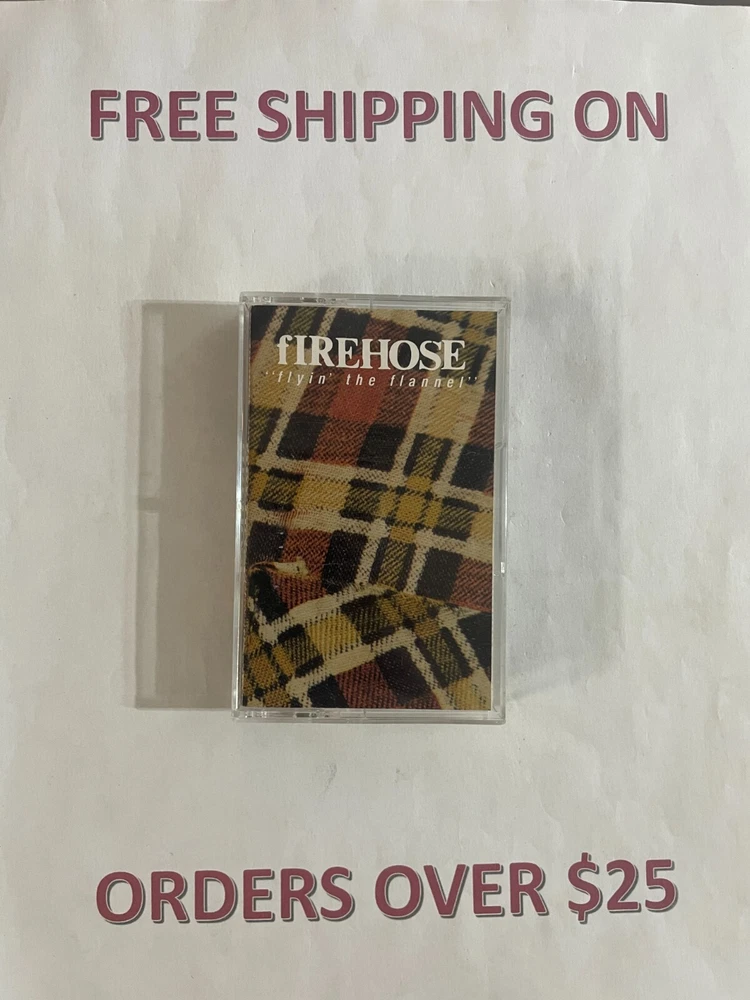 FREE SHIPPING ON
fIREHOSE
"flyin' the flannel"
ORDERS OVER $25